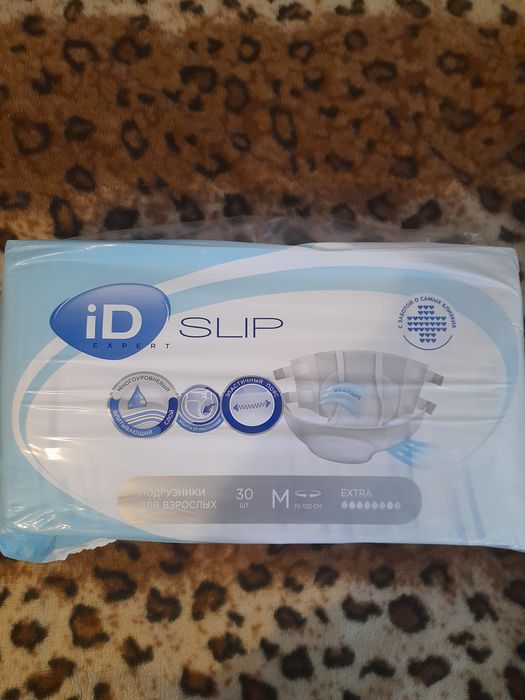 iD
EXPERT
SLIP
С ЗАБОТОЙ О САМЫХ БЛИЗКИХ
МНОГОУРОВНЕВЫЙ
ВПИТЫВАЮЩИЙ СЛОЙ
ЭЛАСТИЧНЫЙ ПОЯС
ДЫШАЩИЕ
ПОДГУЗНИКИ
ДЛЯ ВЗРОСЛЫХ
30
ШТ.
M
70-120 СМ
EXTRA